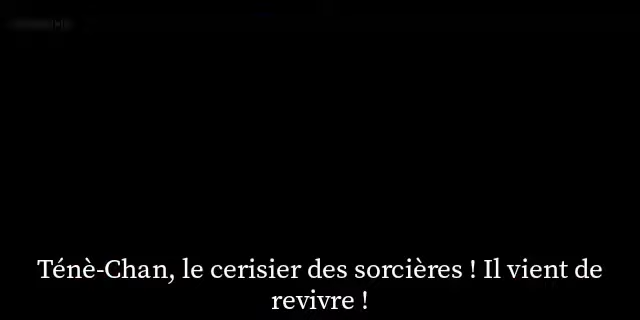 Ténè-Chan, le cerisier des sorcières ! Il vient de
revivre !